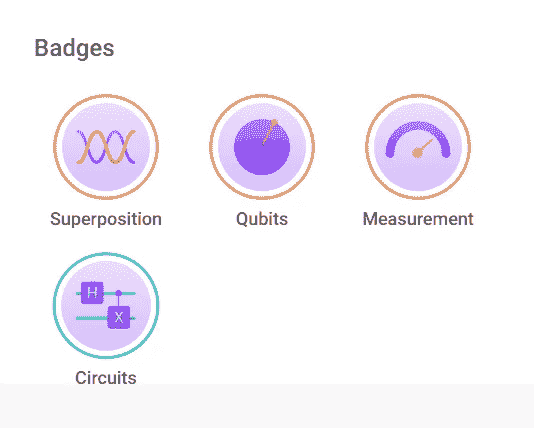 Badges
Superposition
Qubits
Measurement
H
X
Circuits